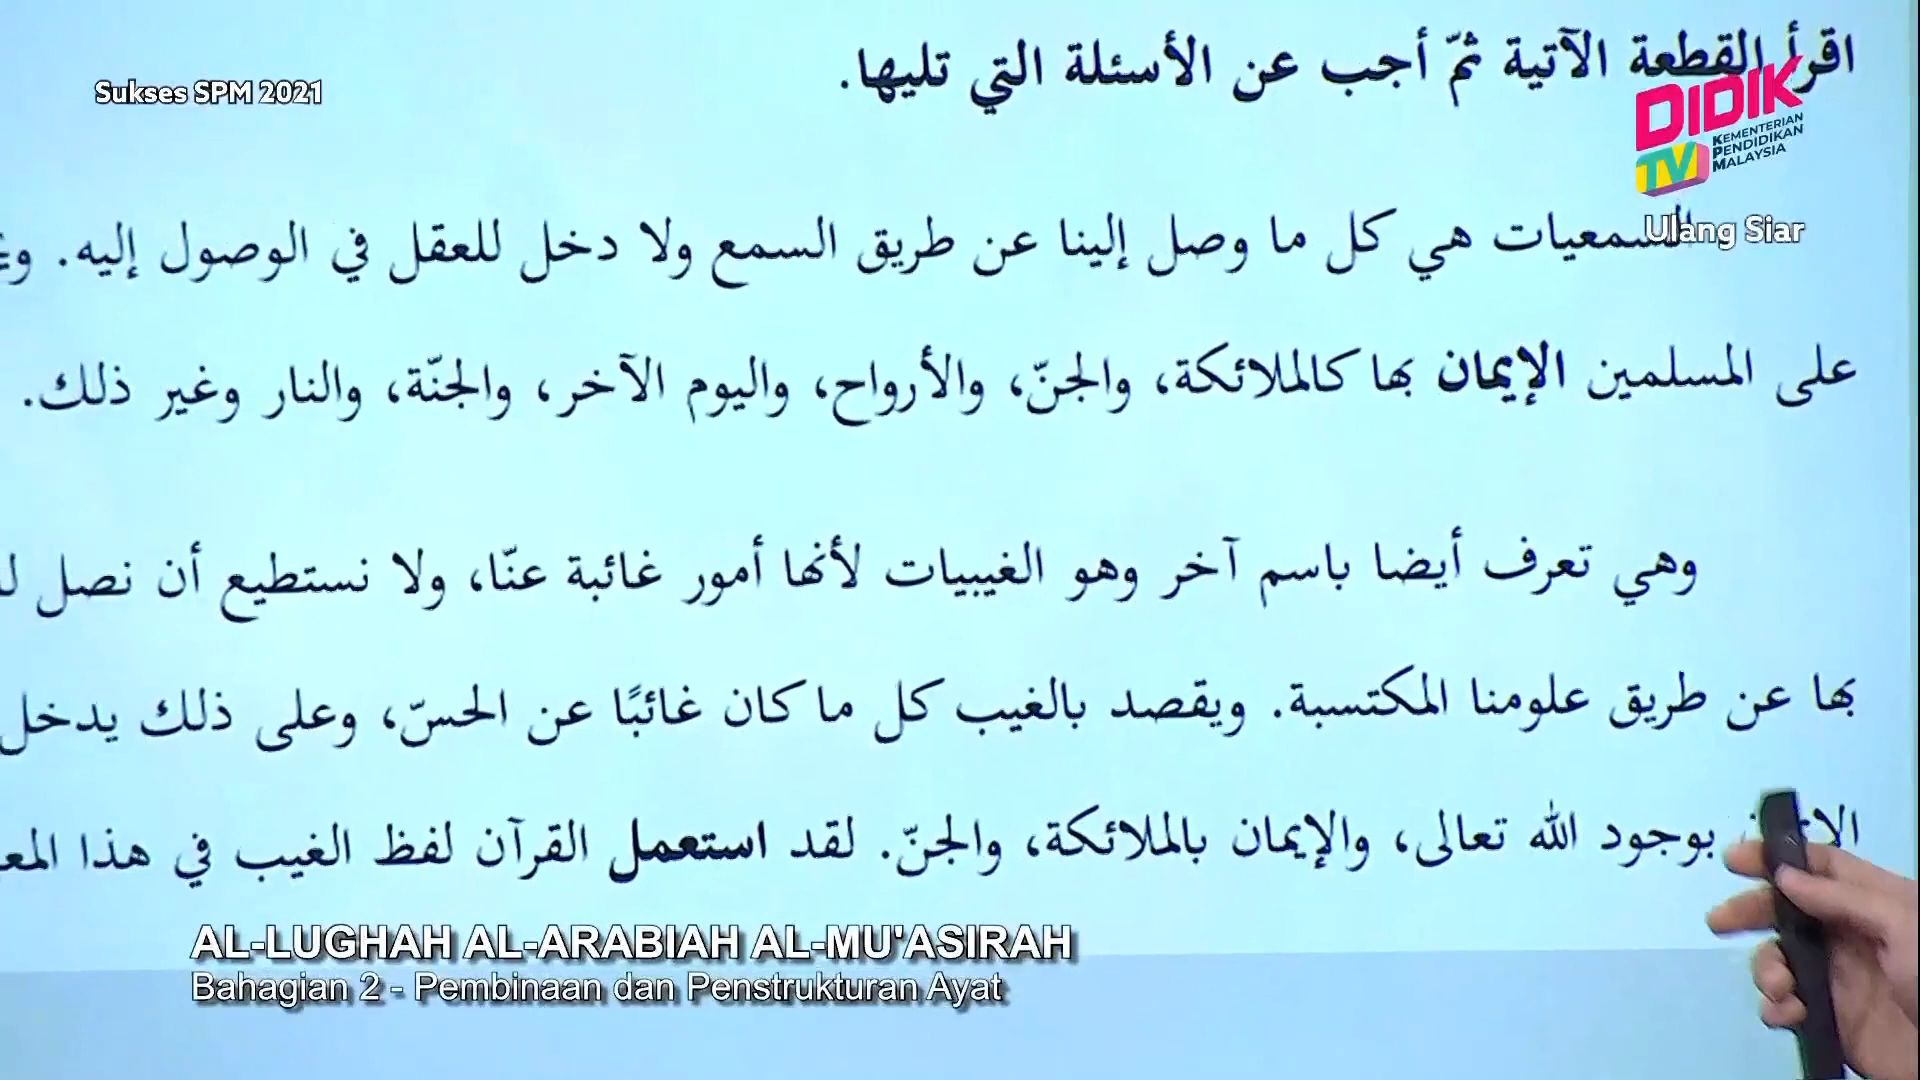 Sukses SPM 2021
DIDIK
TV
KEMENTERIAN
PENDIDIKAN
MALAYSIA
Ulang Siar
اقرأ القطعة الآتية ثمّ أجب عن الأسئلة التي تليها.
السمعيات هي كل ما وصل إلينا عن طريق السمع ولا دخل للعقل في الوصول إليه.
على المسلمين الإيمان بها كالملائكة، والجنّ، والأرواح، واليوم الآخر، والجنّة، والنار وغير ذلك.
وهي تعرف أيضا باسم آخر وهو الغيبيات لأنها أمور غائبة عنّا، ولا نستطيع أن نصل
بها عن طريق علومنا المكتسبة. ويقصد بالغيب كل ما كان غائبًا عن الحسّ، وعلى ذلك يدخل
بوجود الله تعالى، والإيمان بالملائكة، والجنّ. لقد استعمل القرآن لفظ الغيب في هذا
AL-LUGHAH AL-ARABIAH AL-MU'ASIRAH
Bahagian 2 - Pembinaan dan Penstrukturan Ayat